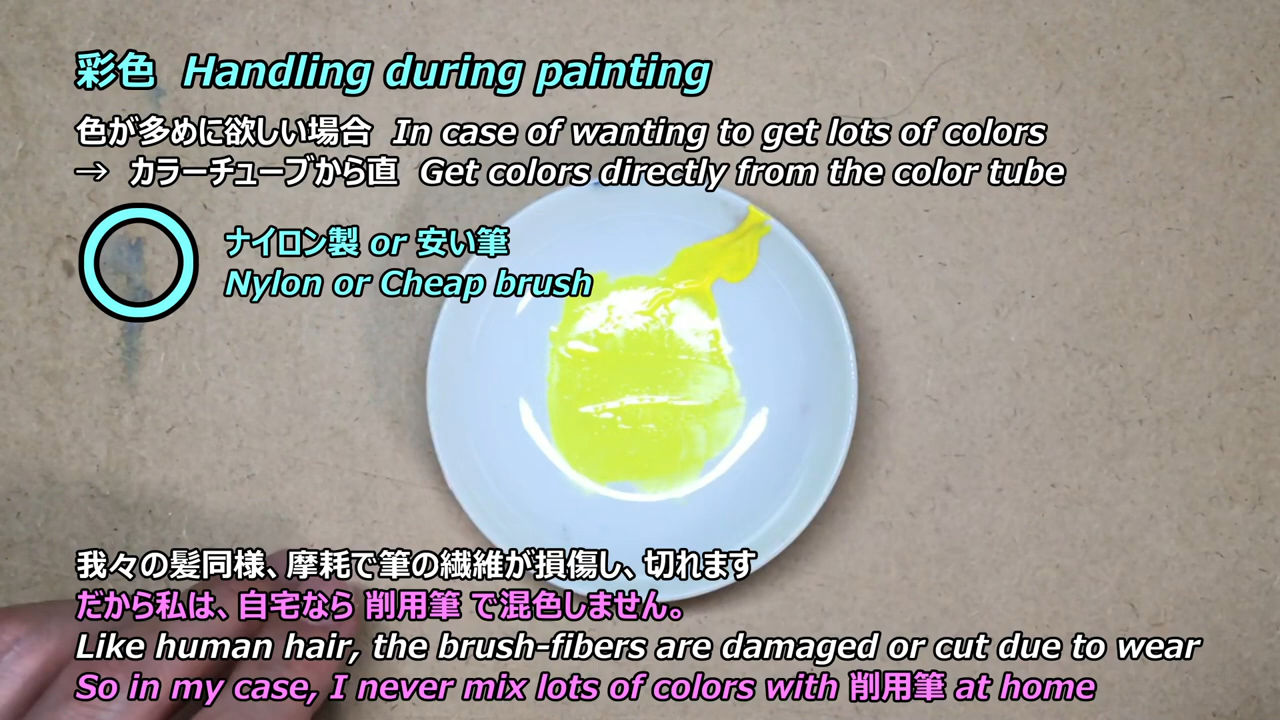 彩色 Handling during painting
色が多めに欲しい場合 In case of wanting to get lots of colors
→ カラーチューブから直 Get colors directly from the color tube
ナイロン製 or 安い筆
Nylon or Cheap brush
我々の髪同様、摩耗で筆の繊維が損傷し、切れます
だから私は、自宅なら 削用筆 で混色しません。
Like human hair, the brush-fibers are damaged or cut due to wear
So in my case, I never mix lots of colors with 削用筆 at home